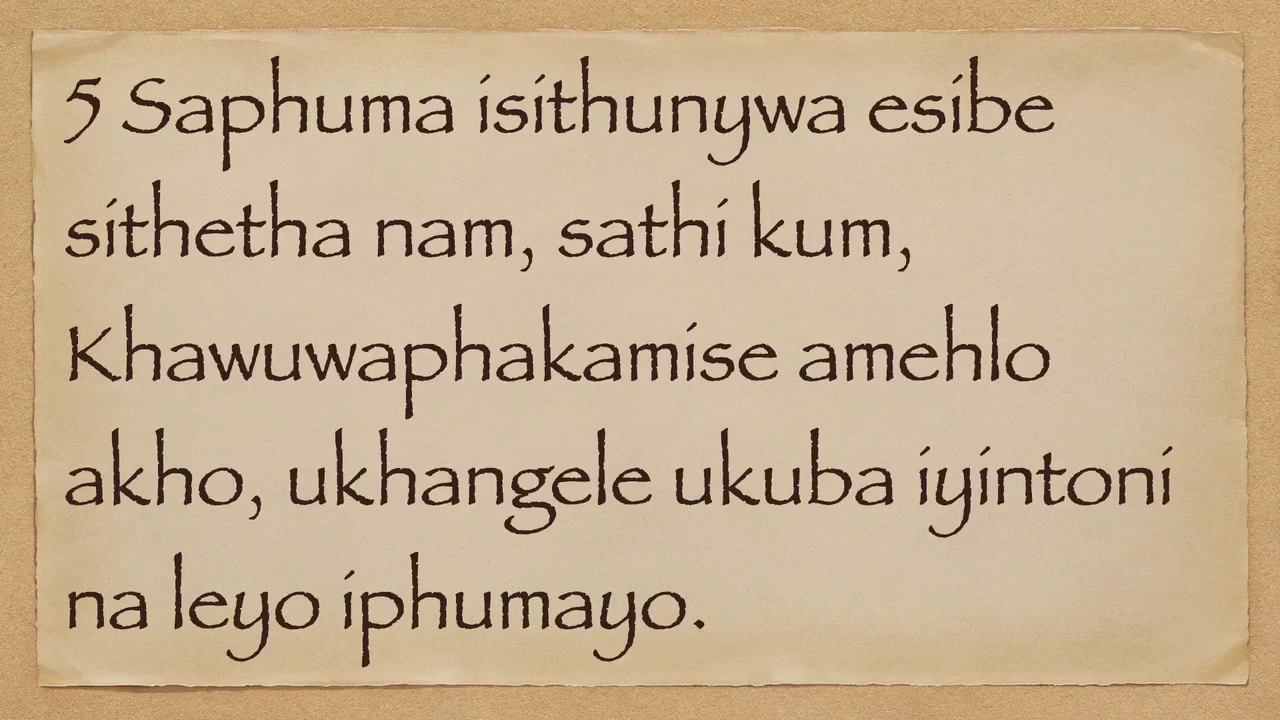 5 Saphuma isithunywa esibe
sithetha nam, sathi kum,
Khawuwaphakamise amehlo
akho, ukhangele ukuba iyintoni
na leyo iphumayo.